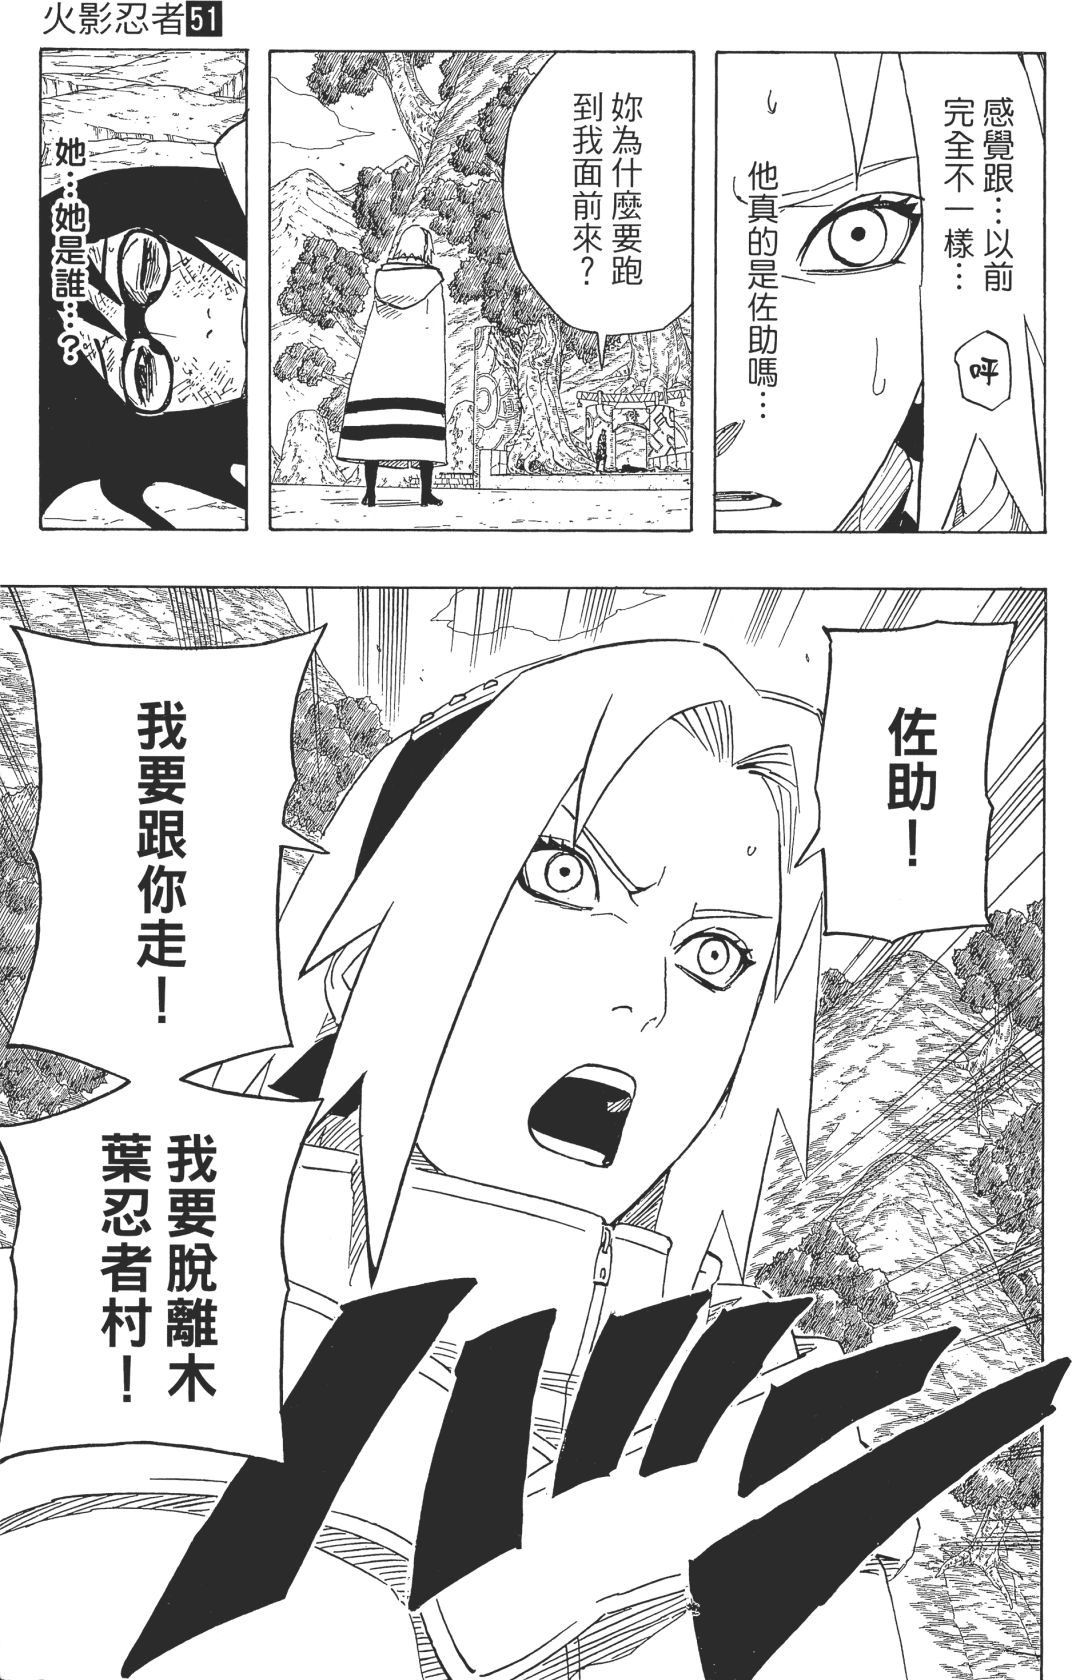 火影忍者51
感覺跟…以前
完全不一樣…
呼
他真的是佐助嗎…
妳為什麼要跑
到我面前來？
她…她是誰…？
佐助！
我要跟你走！
我要脫離木
葉忍者村！